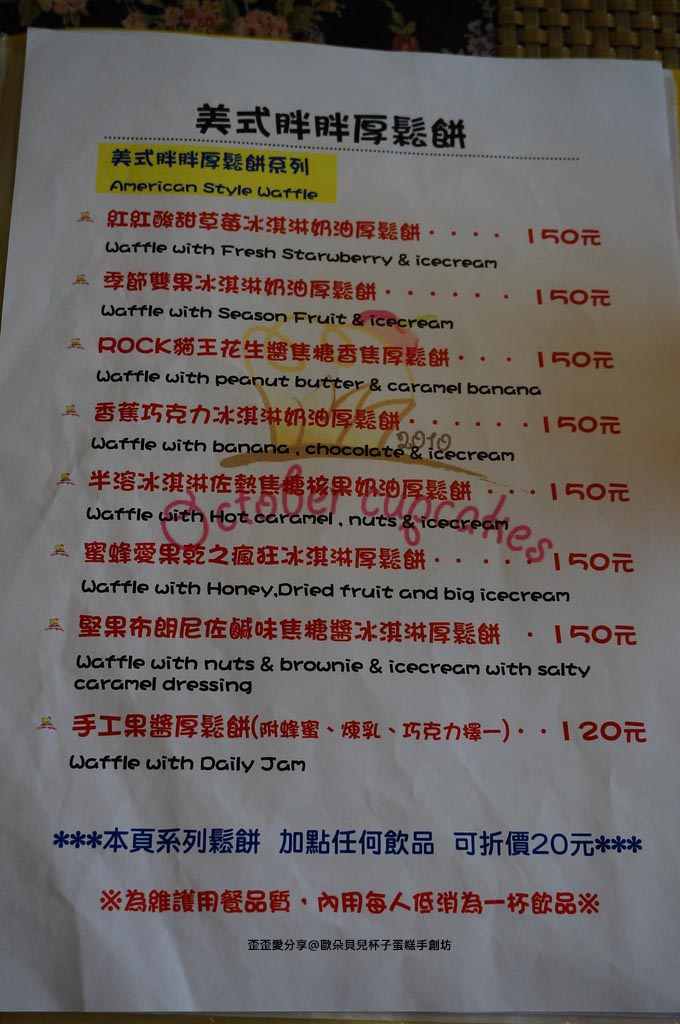 美式胖胖厚鬆餅
美式胖胖厚鬆餅系列
American Style Waffle
紅紅酸甜草莓冰淇淋奶油厚鬆餅‧‧‧‧ 150元
Waffle with Fresh Starwberry & icecream
季節雙果冰淇淋奶油厚鬆餅‧‧‧‧‧‧ 150元
Waffle with Season Fruit & icecream
ROCK貓王花生醬焦糖香焦厚鬆餅‧‧‧ 150元
Waffle with peanut butter & caramel banana
香蕉巧克力冰淇淋奶油厚鬆餅‧‧‧‧‧‧150元
2010
Waffle with banana , chocolate & icecream
半溶冰淇淋佐熱焦糖核果奶油厚鬆餅 ‧‧‧150元
Waffle with Hot caramel , nuts & icecream
October cupcakes
蜜蜂愛果乾之瘋狂冰淇淋厚鬆餅‧‧‧‧‧150元
Waffle with Honey,Dried fruit and big icecream
堅果布朗尼佐鹹味焦糖醬冰淇淋厚鬆餅 ‧150元
Waffle with nuts & brownie & icecream with salty
caramel dressing
手工果醬厚鬆餅(附蜂蜜、煉乳、巧克力擇一)‧‧120元
Waffle with Daily Jam
***本頁系列鬆餅 加點任何飲品 可折價20元***
※為維護用餐品質，內用每人低消為一杯飲品※
歪歪愛分享@歐朵貝兒杯子蛋糕手創坊